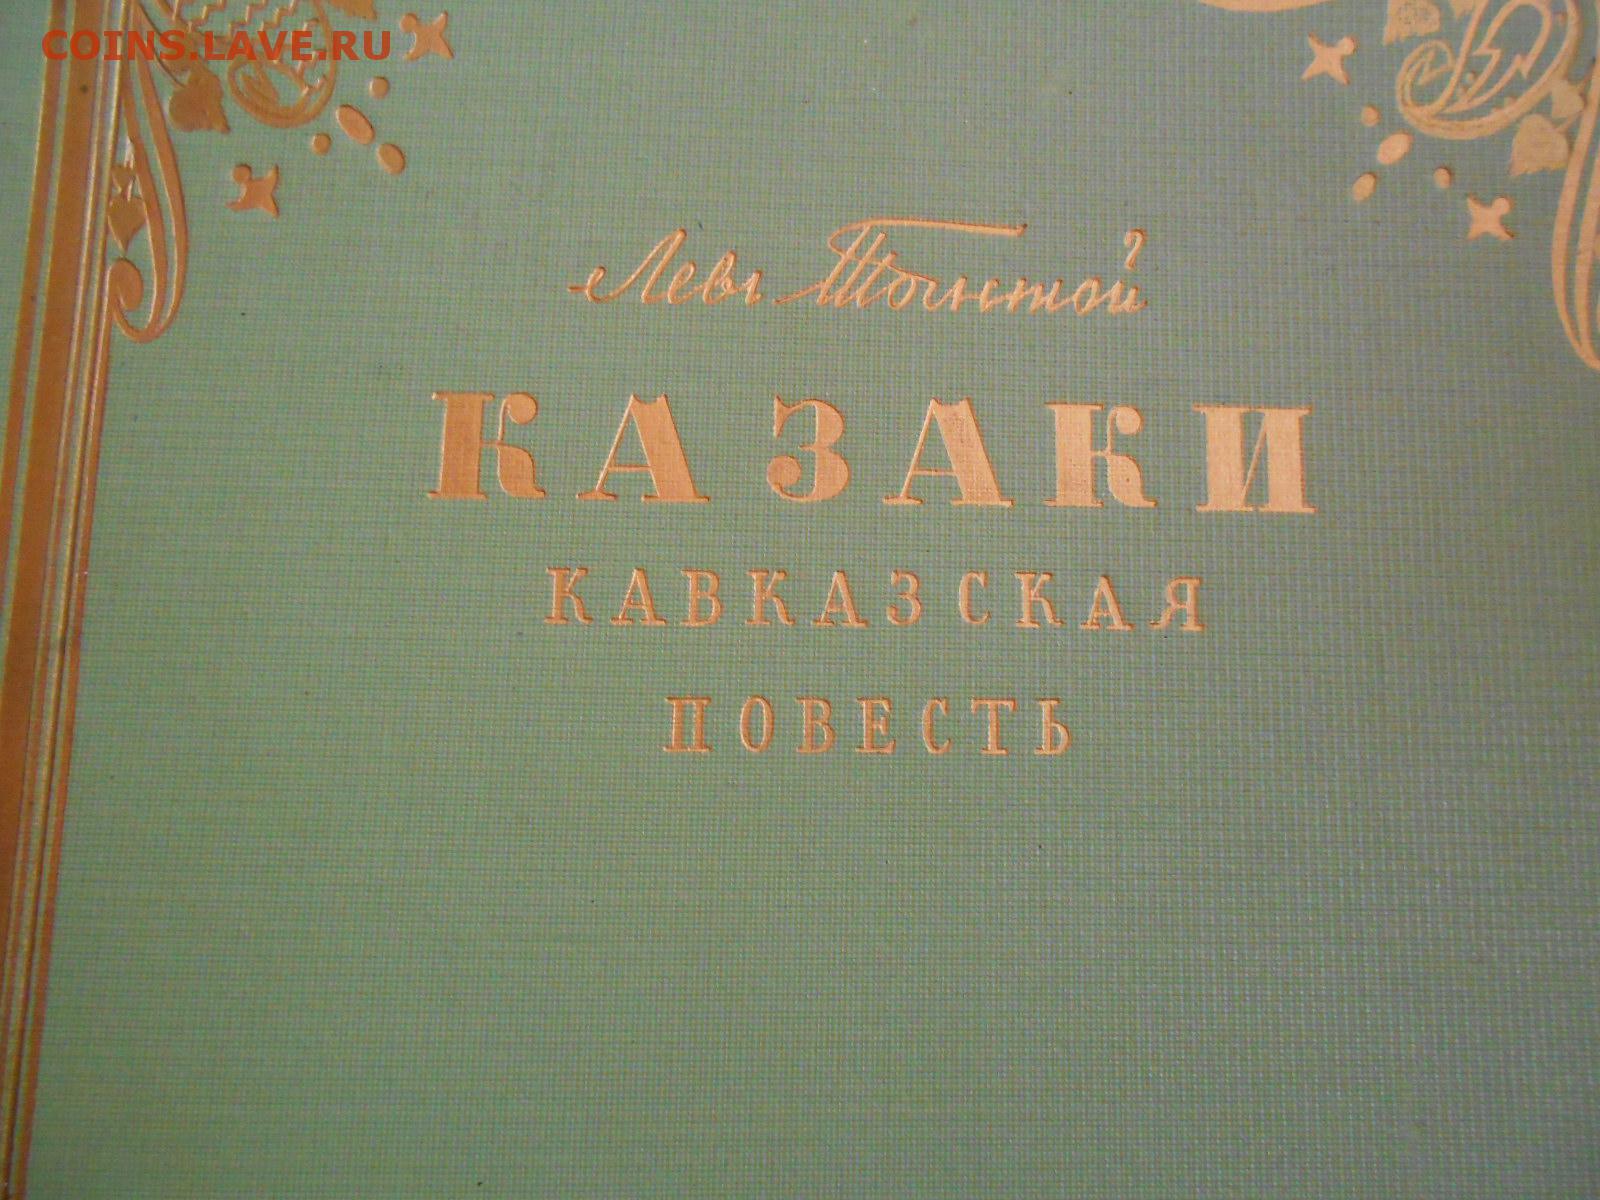 COINS.LAVE.RU
Левъ Толстой
КАЗАКИ
КАВКАЗСКАЯ
ПОВЕСТЬ